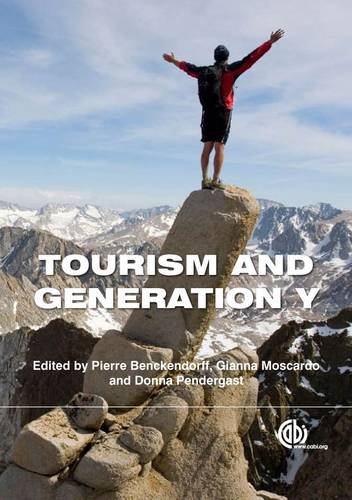 TOURISM AND
GENERATION Y
Edited by Pierre Benckendorff, Gianna Moscardo
and Donna Pendergast
cabi
www.cabi.org